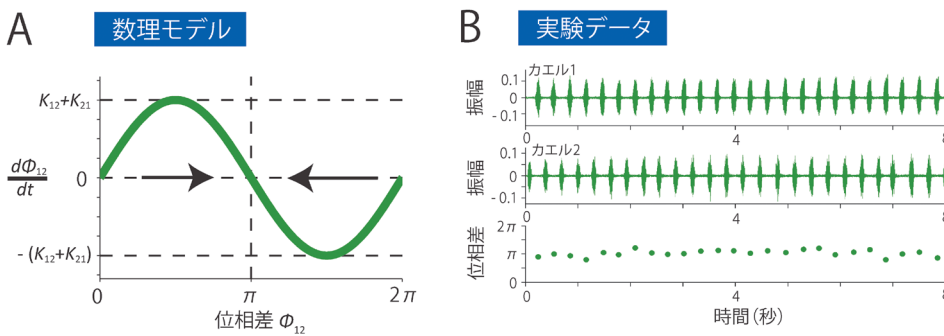 A 数理モデル
K12+K21
dΦ12
dt
0
- (K12+K21)
0 π 2π
位相差 Φ12
B 実験データ
カエル1
振幅
0.1
0
- 0.1
0 4 8
カエル2
振幅
0.1
0
- 0.1
0 4 8
位相差
2π
π
0
0 4 8
時間(秒)